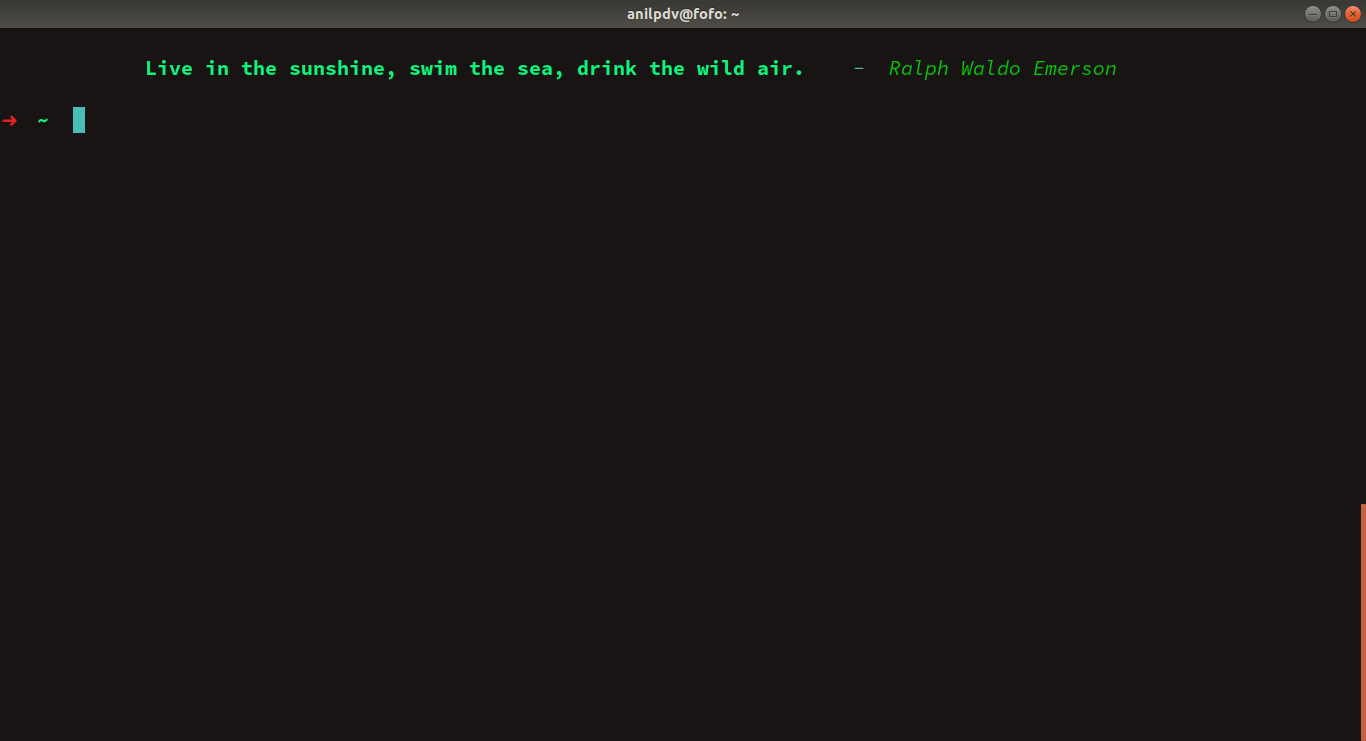 anilpdv@fofo: ~
Live in the sunshine, swim the sea, drink the wild air. - Ralph Waldo Emerson
➜ ~